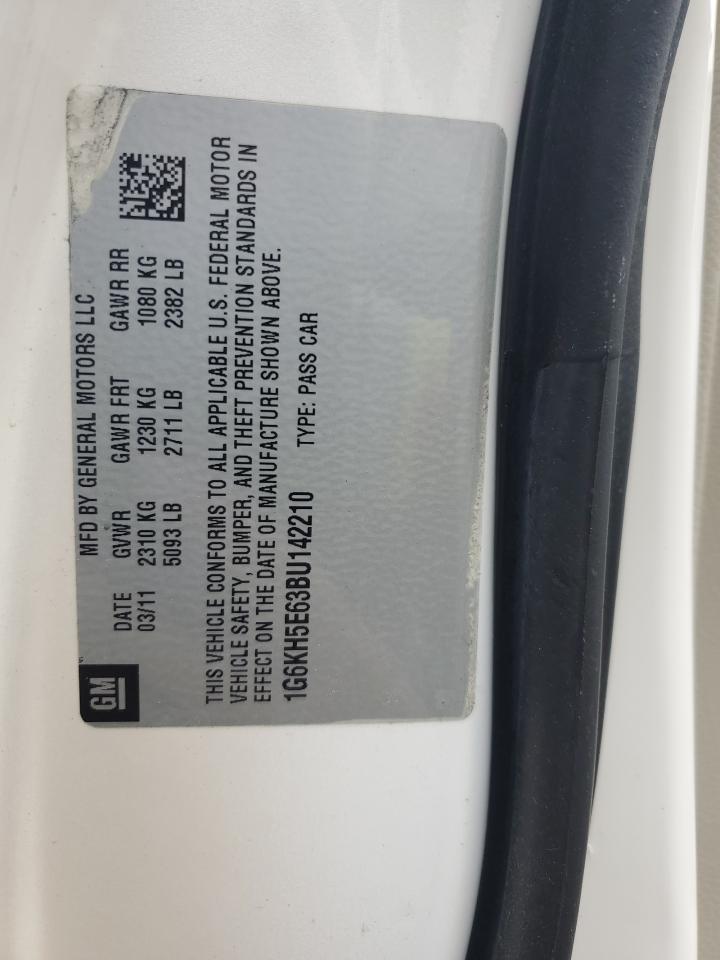 GM
MFD BY GENERAL MOTORS LLC
DATE GVWR GAWR FRT GAWR RR
03/11 2310 KG 1230 KG 1080 KG
5093 LB 2711 LB 2382 LB
THIS VEHICLE CONFORMS TO ALL APPLICABLE U.S. FEDERAL MOTOR
VEHICLE SAFETY, BUMPER, AND THEFT PREVENTION STANDARDS IN
EFFECT ON THE DATE OF MANUFACTURE SHOWN ABOVE.
1G6KH5E63BU142210 TYPE: PASS CAR